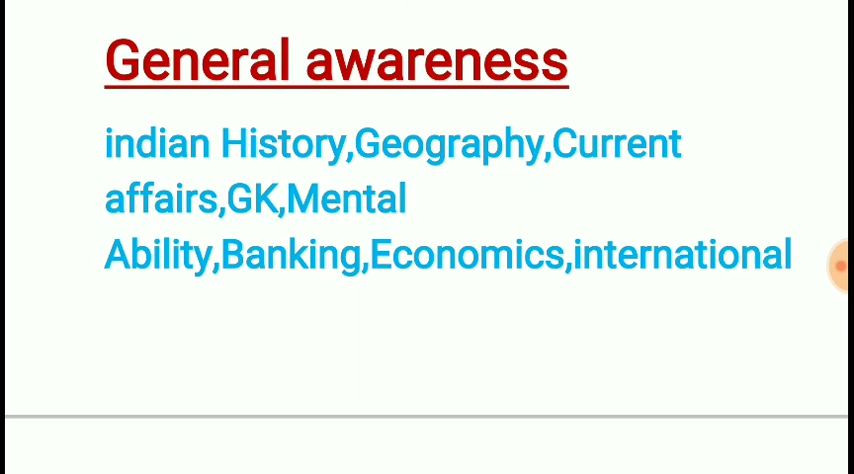 General awareness
indian History,Geography,Current
affairs,GK,Mental
Ability,Banking,Economics,international